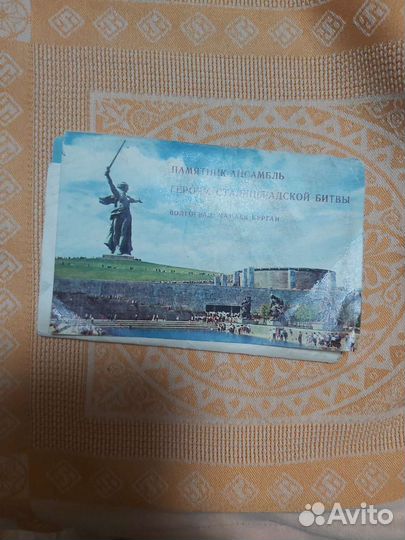 ПАМЯТНИК-АНСАМБЛЬ
ГЕРОЯМ СТАЛИНГРАДСКОЙ БИТВЫ
ВОЛГОГРАД. МАМАЕВ КУРГАН
Avito